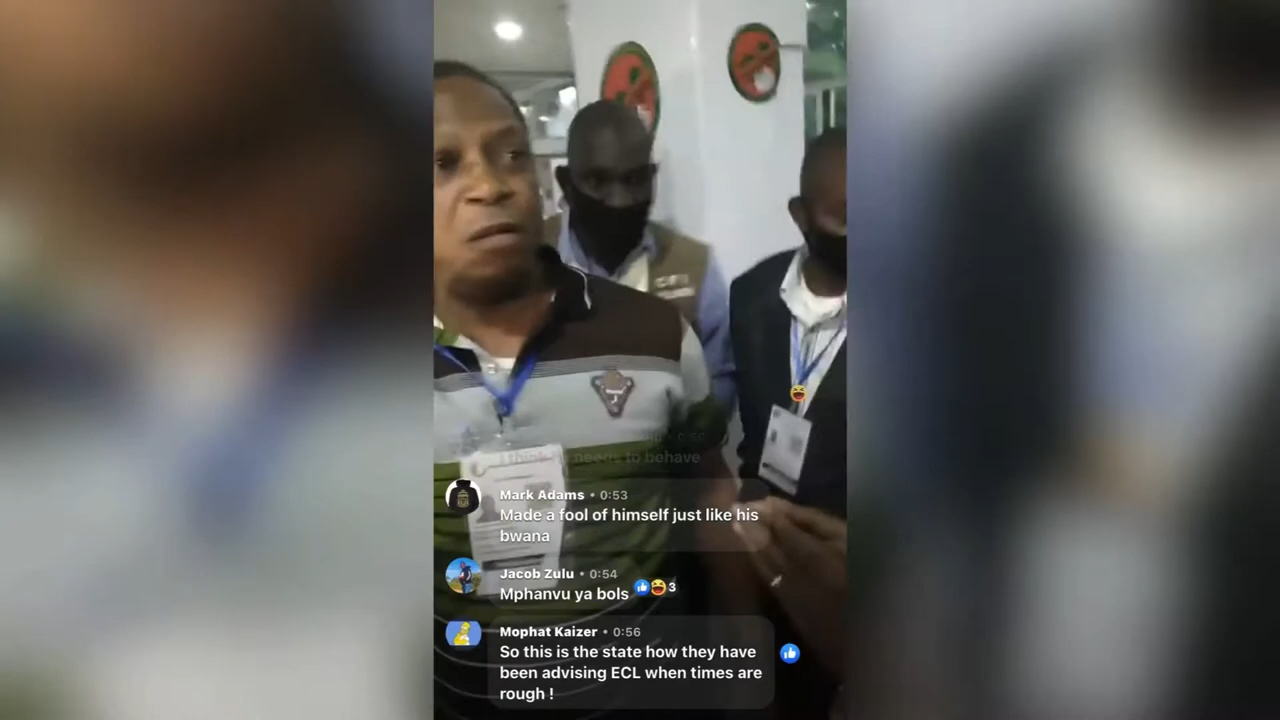 I think he needs to behave
Mark Adams • 0:53
Made a fool of himself just like his
bwana
Jacob Zulu • 0:54
Mphanvu ya bols
3
Mophat Kaizer • 0:56
So this is the state how they have
been advising ECL when times are
rough !